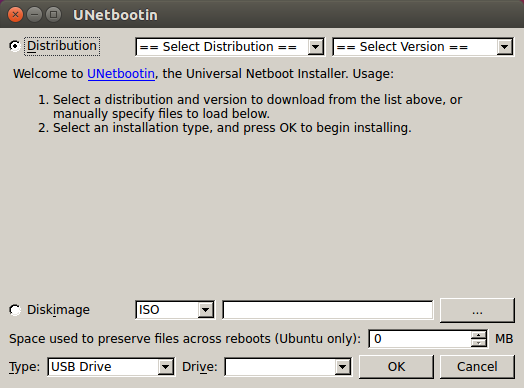 UNetbootin
Distribution == Select Distribution == == Select Version ==
Welcome to UNetbootin, the Universal Netboot Installer. Usage:
1. Select a distribution and version to download from the list above, or
manually specify files to load below.
2. Select an installation type, and press OK to begin installing.
Diskimage ISO ...
Space used to preserve files across reboots (Ubuntu only): 0 MB
Type: USB Drive Drive: OK Cancel